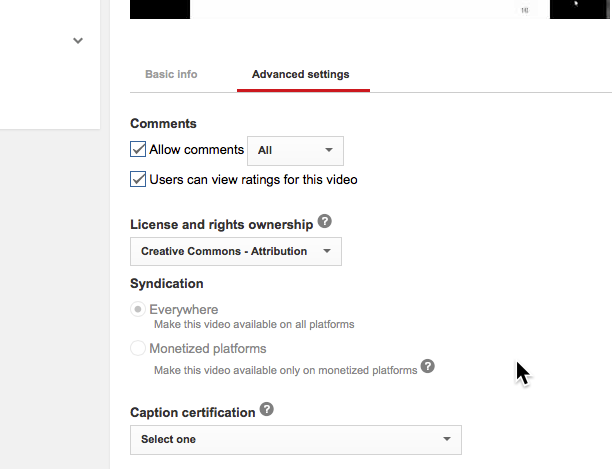 Basic info
Advanced settings
Comments
Allow comments
All
Users can view ratings for this video
License and rights ownership ?
Creative Commons - Attribution
Syndication
Everywhere
Make this video available on all platforms
Monetized platforms
Make this video available only on monetized platforms ?
Caption certification ?
Select one